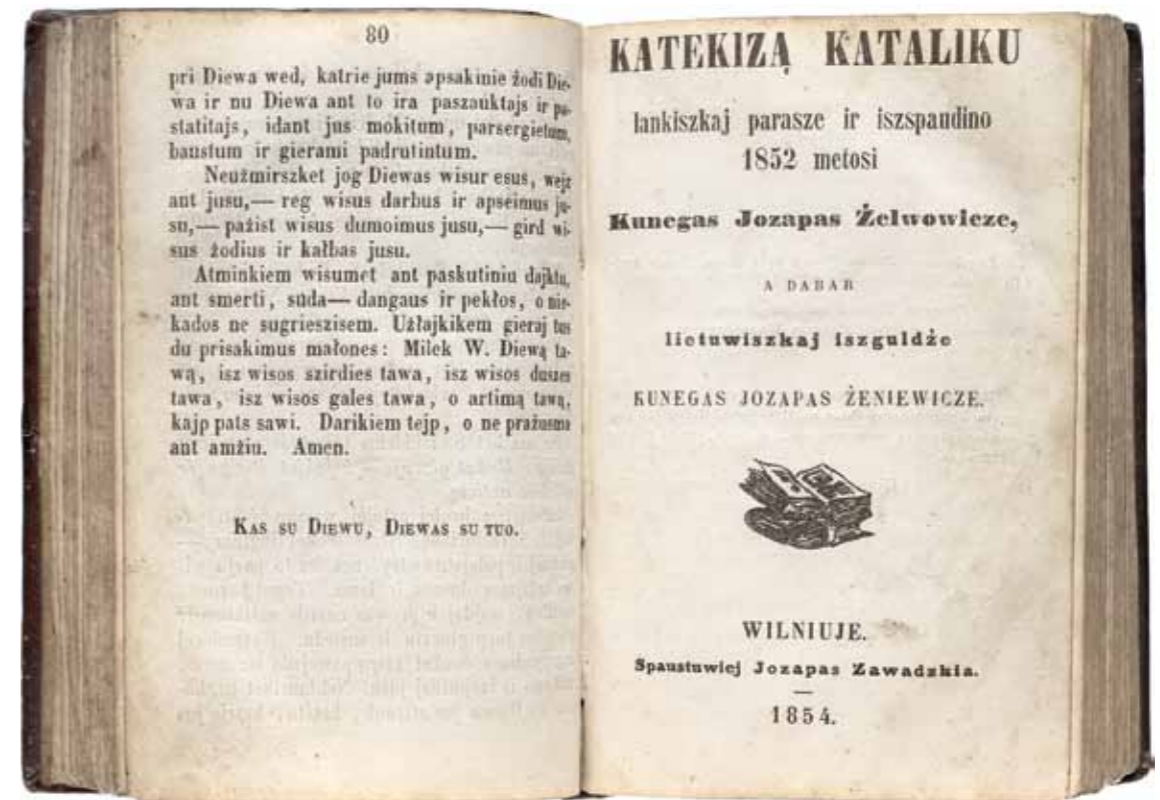 80
pri Diewa wed, katrie jums apsakinie żodi Die-
wa ir nu Diewa ant to ira paszauktajs ir pa-
statitajs, idant jus mokitum, parsergietum,
baustum ir gierami padrutintum.
Neużmirszket jog Diewas wisur esus, wejz
ant jusu,— reg wisus darbus ir apseimus ju-
su,— pażist wisus dumoimus jusu,— gird wi-
sus żodius ir kałbas jusu.
Atminkiem wisumet ant paskutiniu dajktu,
ant smerti, suda— dangaus ir pekłos, o nie-
kados ne sugrieszisem. Użłajkikem gieraj tus
du prisakimus małones: Milek W. Diewą ta-
wą, isz wisos szirdies tawa, isz wisos duszes
tawa, isz wisos gales tawa, o artimą tawą,
kajp pats sawi. Darikiem tejp, o ne prażusma
ant amżiu. Amen.
KAS SU DIEWU, DIEWAS SU TUO.
KATEKIZĄ KATALIKU
lankiszkaj parasze ir iszspaudino
1852 metosi
Kunegas Jozapas Żelwowicze,
A DABAR
lietuwiszkaj iszguldże
KUNEGAS JOZAPAS ŻENIEWICZE.
WILNIUJE.
Spaustuwiej Jozapas Zawadzkia.
1854.